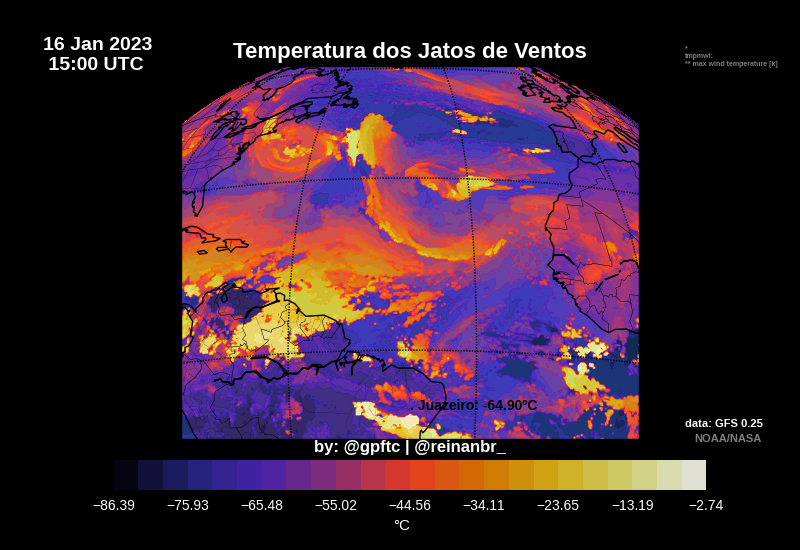 16 Jan 2023
15:00 UTC
Temperatura dos Jatos de Ventos
*
tmpmwl:
** max wind temperature [k]
. Juazeiro: -64.90ºC
data: GFS 0.25
NOAA/NASA
by: @gpftc | @reinanbr_
−86.39 −75.93 −65.48 −55.02 −44.56 −34.11 −23.65 −13.19 −2.74
°C